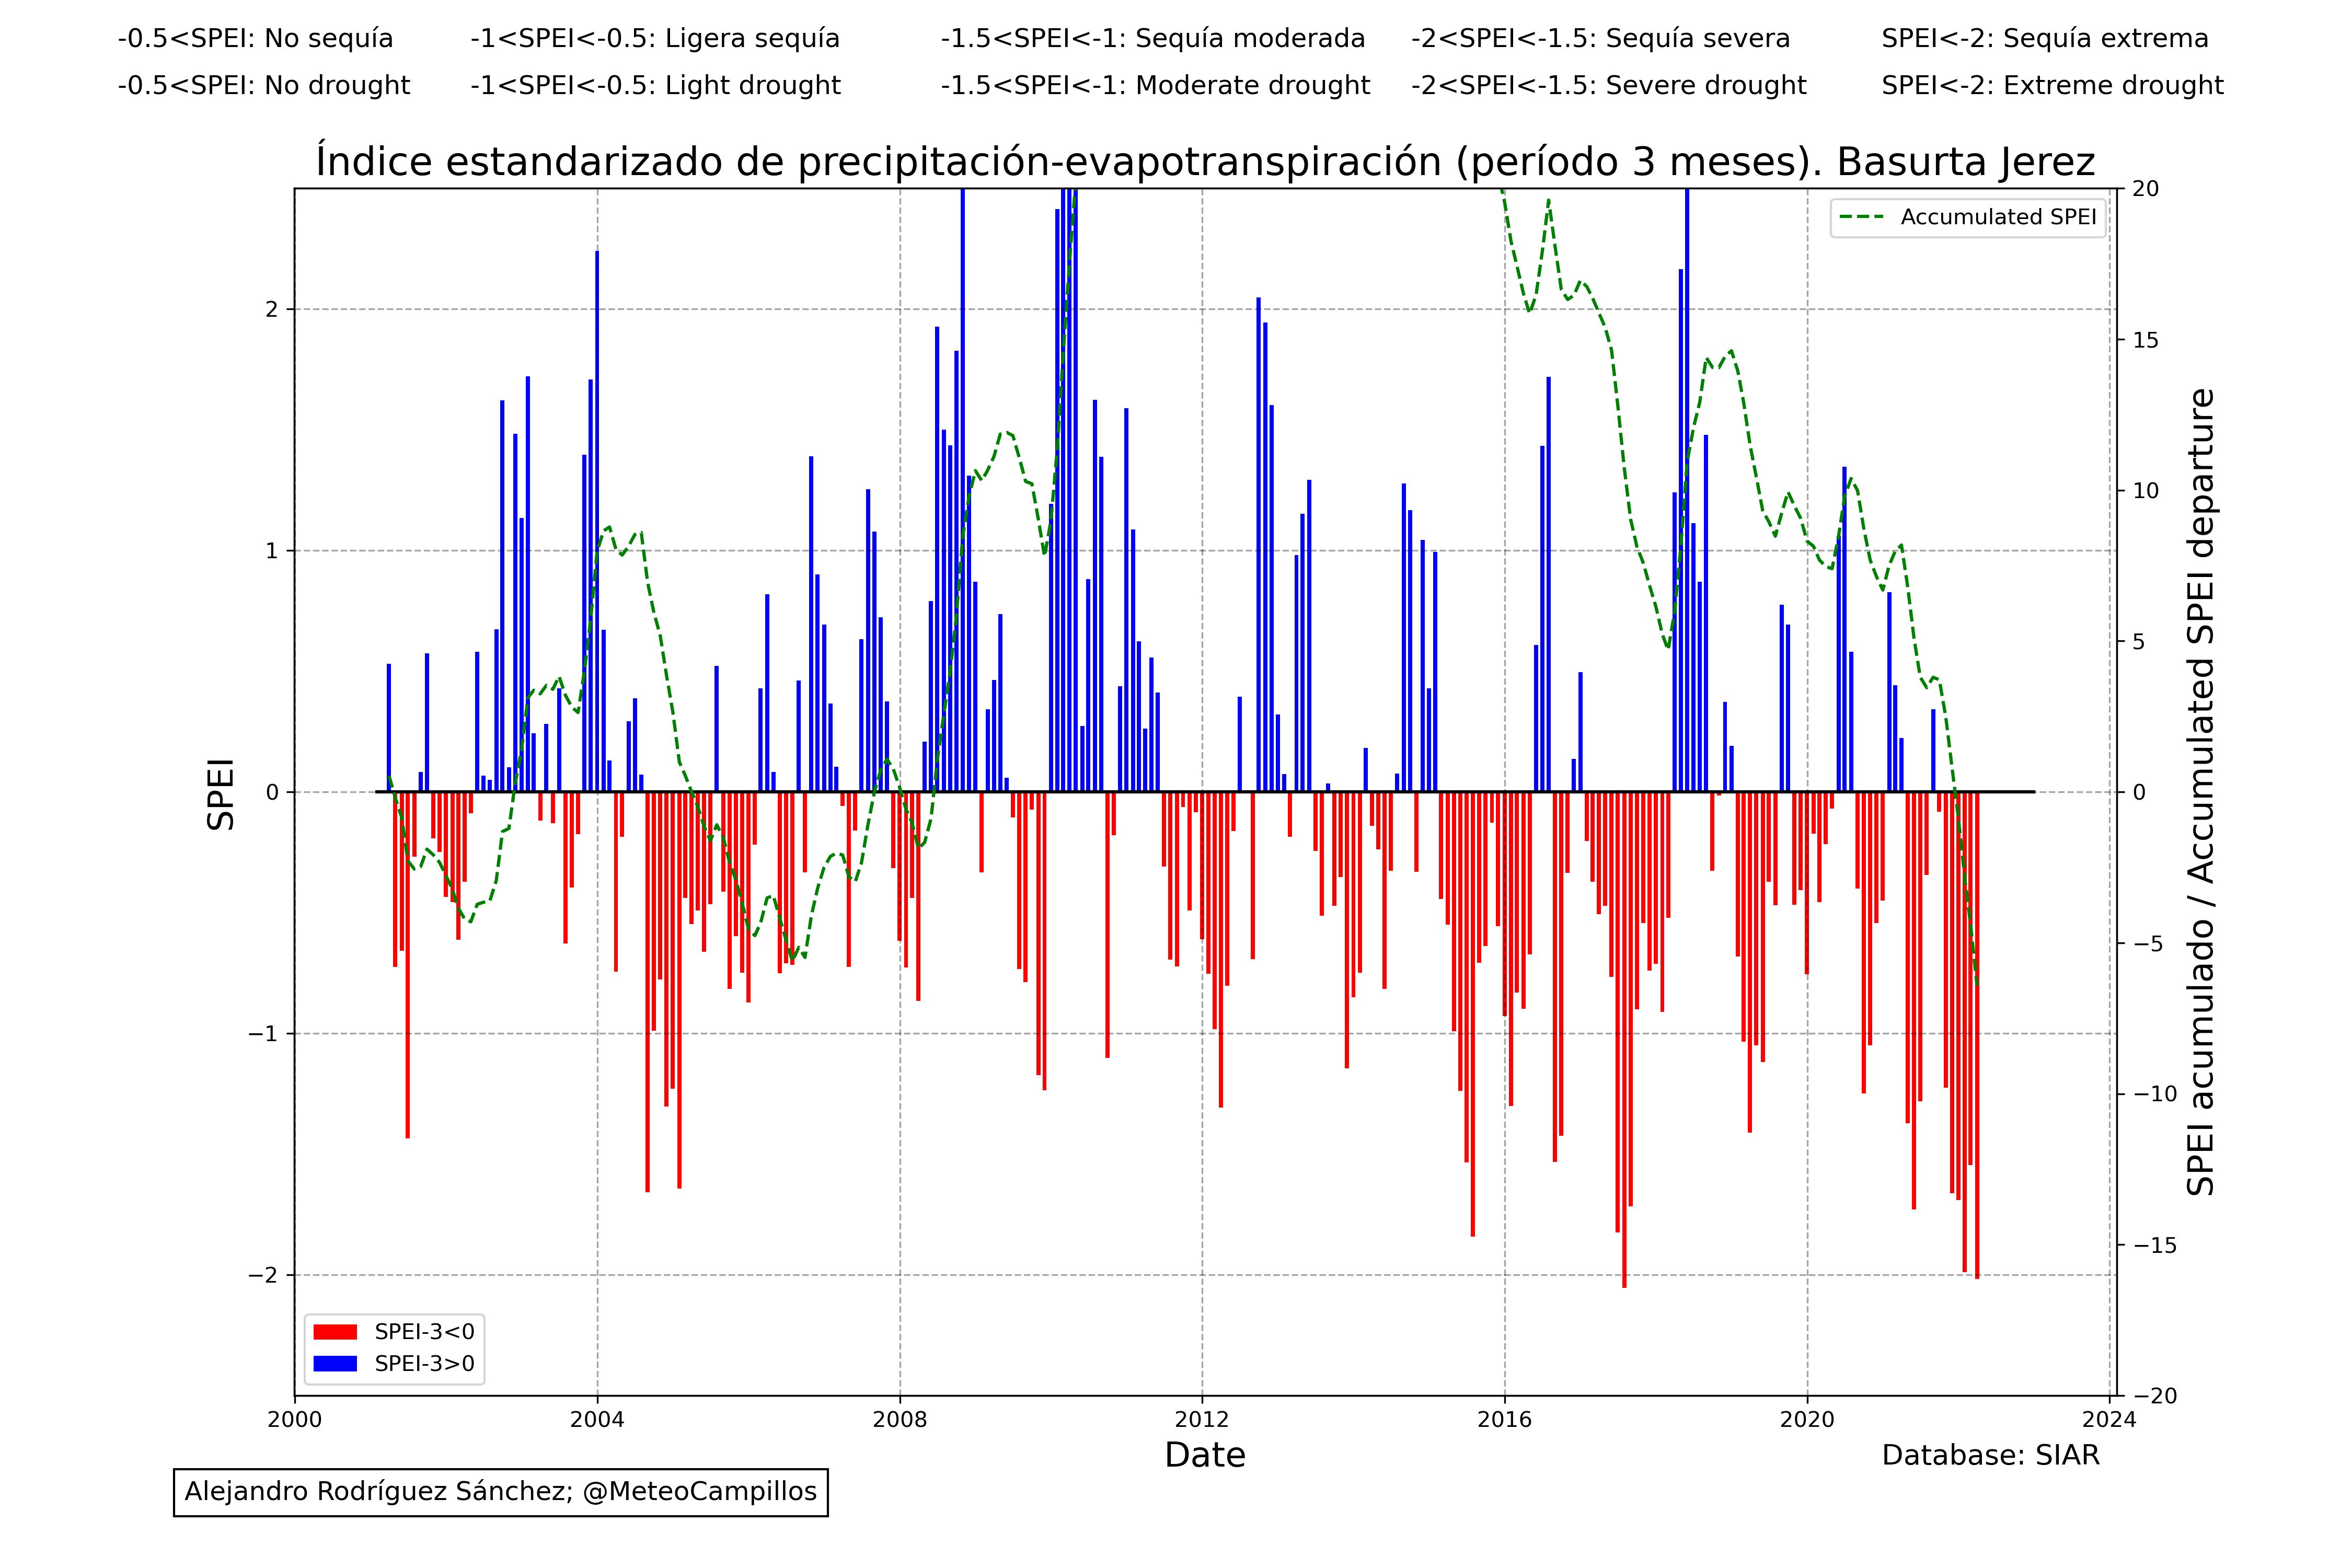 -0.5<SPEI: No sequía -1<SPEI<-0.5: Ligera sequía -1.5<SPEI<-1: Sequía moderada -2<SPEI<-1.5: Sequía severa SPEI<-2: Sequía extrema
-0.5<SPEI: No drought -1<SPEI<-0.5: Light drought -1.5<SPEI<-1: Moderate drought -2<SPEI<-1.5: Severe drought SPEI<-2: Extreme drought
Índice estandarizado de precipitación-evapotranspiración (período 3 meses). Basurta Jerez
Accumulated SPEI
SPEI
2
1
0
−1
−2
20
15
10
5
0
−5
−10
−15
−20
SPEI acumulado / Accumulated SPEI departure
SPEI-3<0
SPEI-3>0
2000 2004 2008 2012 2016 2020 2024
Date
Database: SIAR
Alejandro Rodríguez Sánchez; @MeteoCampillos